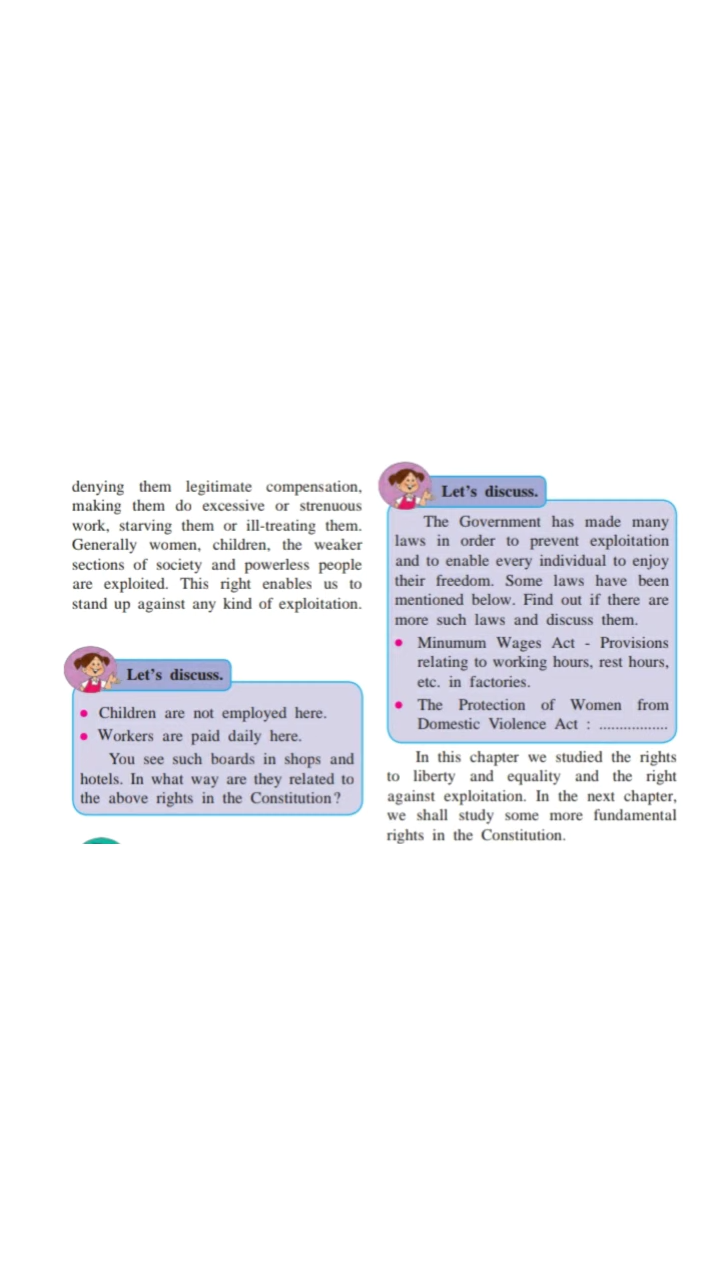 denying them legitimate compensation,
making them do excessive or strenuous
work, starving them or ill-treating them.
Generally women, children, the weaker
sections of society and powerless people
are exploited. This right enables us to
stand up against any kind of exploitation.
Let's discuss.
• Children are not employed here.
• Workers are paid daily here.
You see such boards in shops and
hotels. In what way are they related to
the above rights in the Constitution?
Let's discuss.
The Government has made many
laws in order to prevent exploitation
and to enable every individual to enjoy
their freedom. Some laws have been
mentioned below. Find out if there are
more such laws and discuss them.
• Minumum Wages Act - Provisions
relating to working hours, rest hours,
etc. in factories.
• The Protection of Women from
Domestic Violence Act : .................
In this chapter we studied the rights
to liberty and equality and the right
against exploitation. In the next chapter,
we shall study some more fundamental
rights in the Constitution.